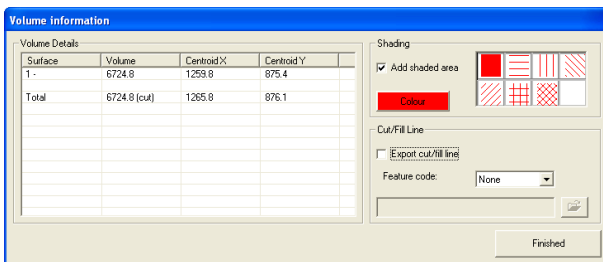 Volume information
Volume Details
Surface Volume Centroid X Centroid Y
1 - 6724.8 1259.8 875.4
Total 6724.8 (cut) 1265.8 876.1
Shading
Add shaded area
Colour
Cut/Fill Line
Export cut/fill line
Feature code: None
Finished